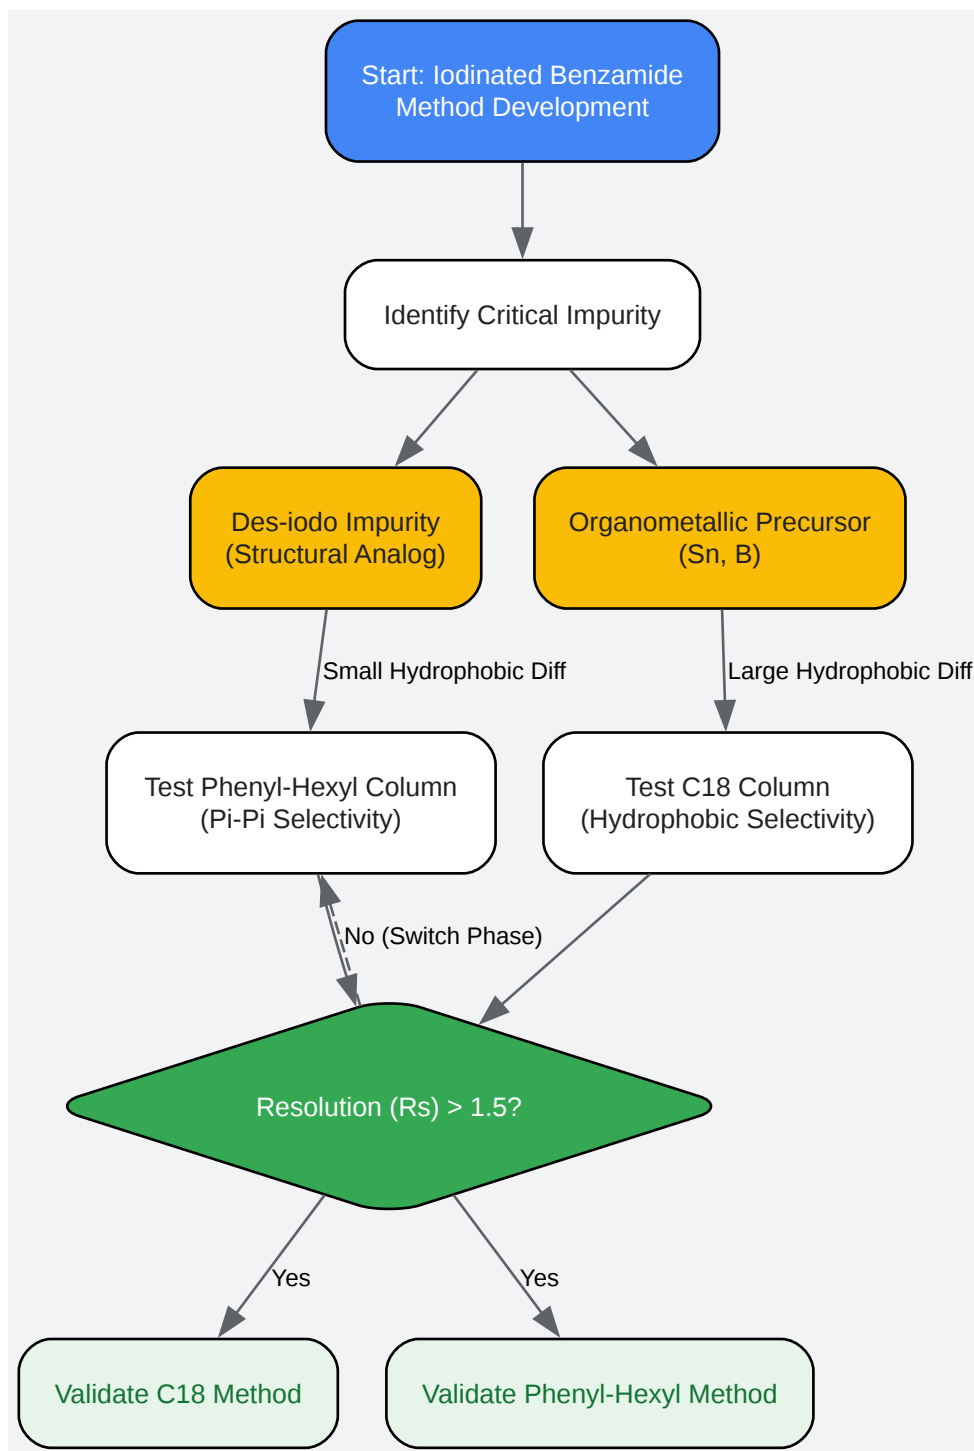 Start: Iodinated Benzamide
Method Development
Identify Critical Impurity
Des-iodo Impurity
(Structural Analog)
Organometallic Precursor
(Sn, B)
Small Hydrophobic Diff
Large Hydrophobic Diff
Test Phenyl-Hexyl Column
(Pi-Pi Selectivity)
Test C18 Column
(Hydrophobic Selectivity)
No (Switch Phase)
Resolution (Rs) > 1.5?
Yes
Yes
Validate C18 Method
Validate Phenyl-Hexyl Method